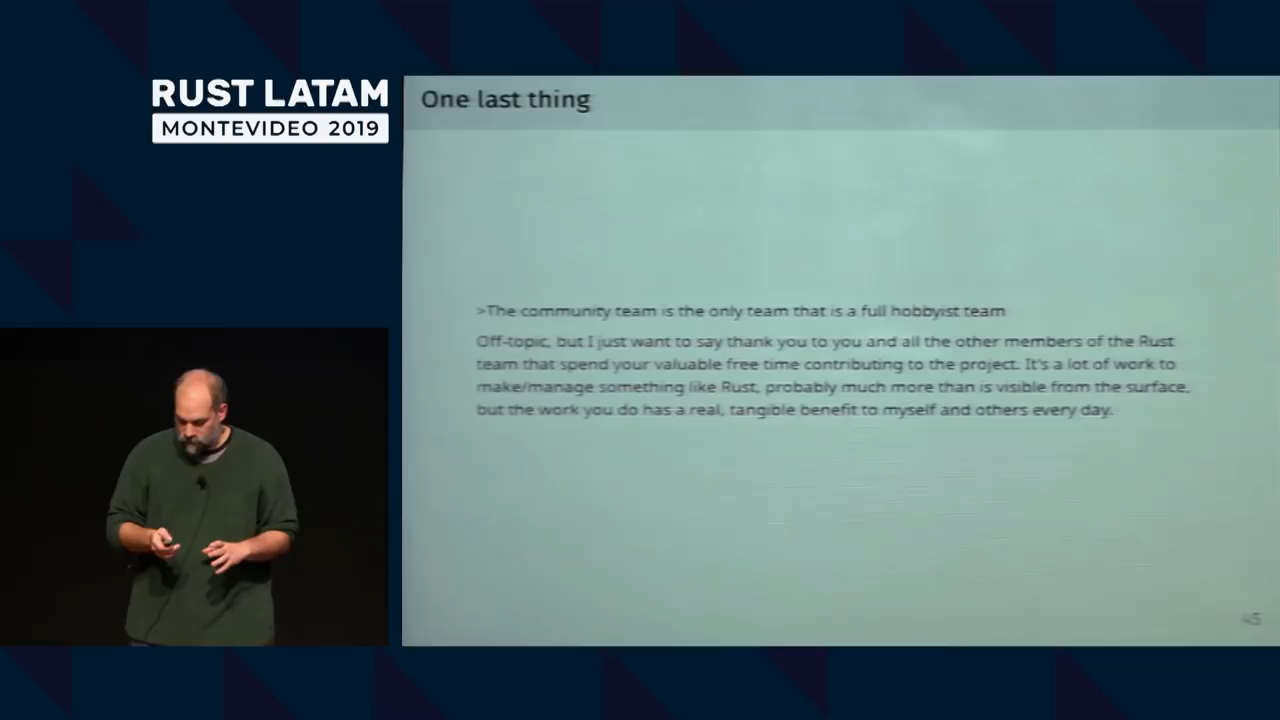 RUST LATAM
MONTEVIDEO 2019
One last thing
>The community team is the only team that is a full hobbyist team
Off-topic, but I just want to say thank you to you and all the other members of the Rust
team that spend your valuable free time contributing to the project. It's a lot of work to
make/manage something like Rust, probably much more than is visible from the surface,
but the work you do has a real, tangible benefit to myself and others every day.
45